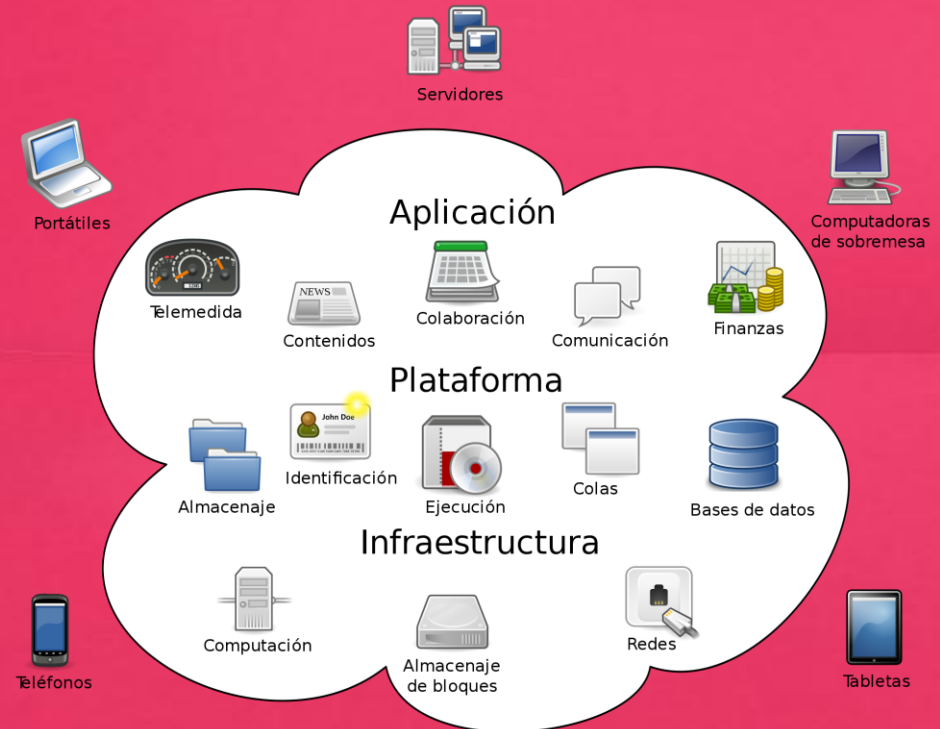 Servidores
Portátiles
Computadoras
de sobremesa
Aplicación
Telemedida
NEWS
Contenidos
Colaboración
Comunicación
Finanzas
Plataforma
John Doe
Almacenaje
Identificación
Ejecución
Colas
Bases de datos
Infraestructura
Computación
Almacenaje
de bloques
Redes
Teléfonos
Tabletas